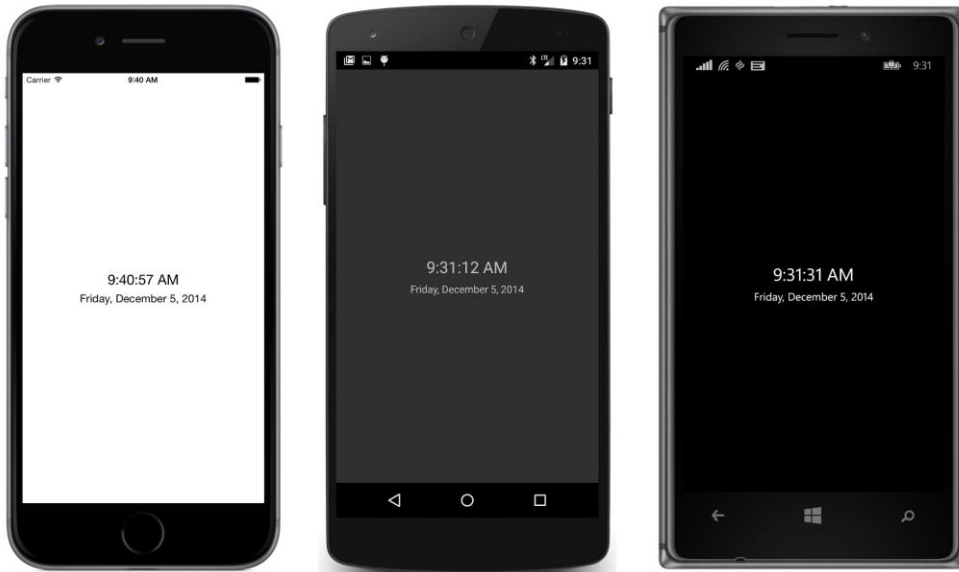 Carrier 9:40 AM
9:40:57 AM
Friday, December 5, 2014
LTE 9:31
9:31:12 AM
Friday, December 5, 2014
9:31
9:31:31 AM
Friday, December 5, 2014